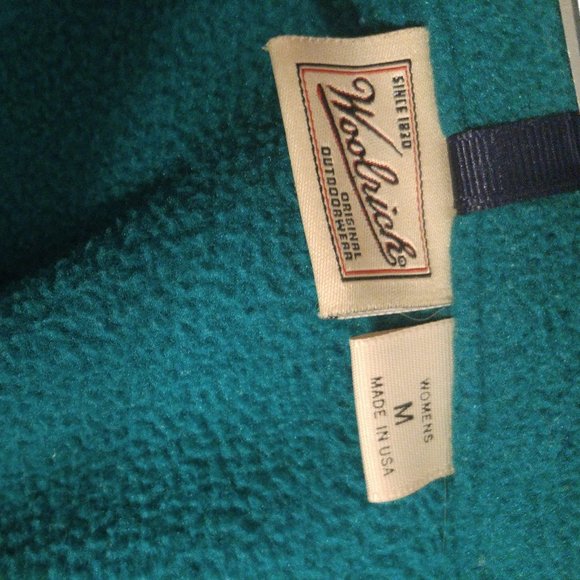 SINCE 1830
Woolrich®
ORIGINAL
OUTDOORWEAR
WOMENS
M
MADE IN USA